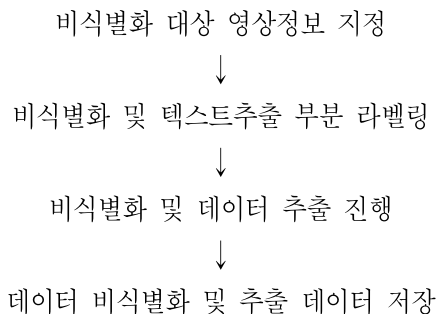 비식별화 대상 영상정보 지정
↓
비식별화 및 텍스트추출 부분 라벨링
↓
비식별화 및 데이터 추출 진행
↓
데이터 비식별화 및 추출 데이터 저장